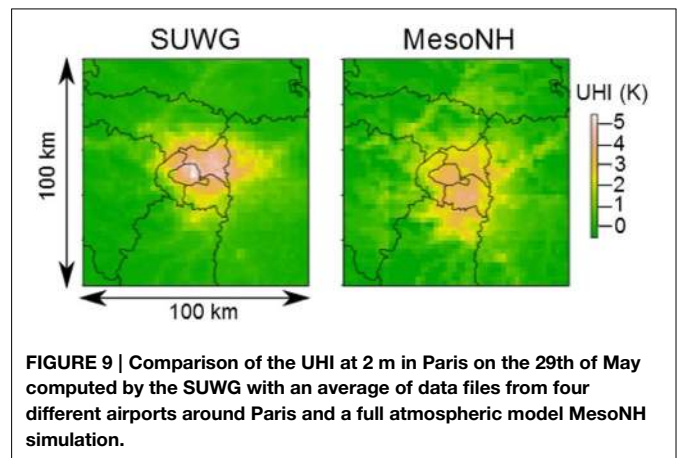 SUWG
MesoNH
UHI (K)
5
4
3
2
1
0
100 km
100 km
FIGURE 9 | Comparison of the UHI at 2 m in Paris on the 29th of May
computed by the SUWG with an average of data files from four
different airports around Paris and a full atmospheric model MesoNH
simulation.